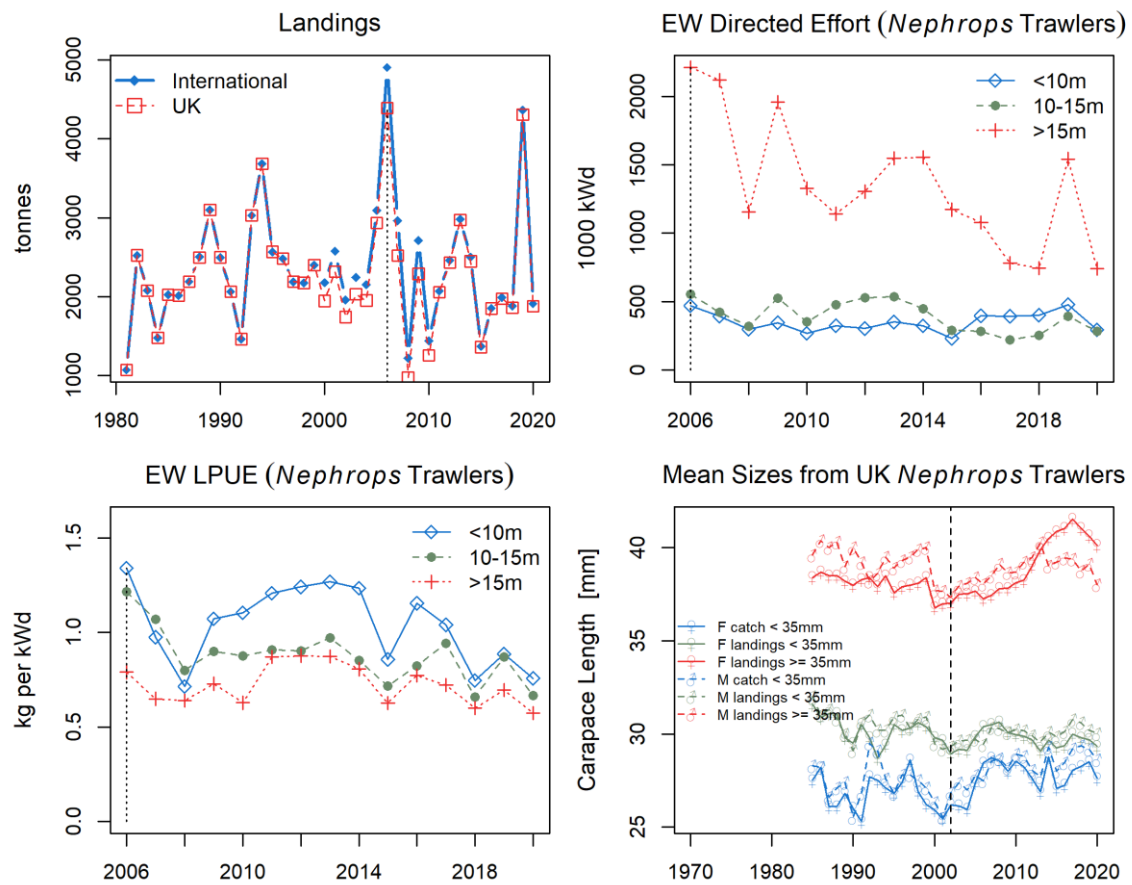 Landings
tonnes
5000
4000
3000
2000
1000
International
UK
1980 1990 2000 2010 2020
EW Directed Effort (Nephrops Trawlers)
1000 kWd
2000
1500
1000
500
0
<10m
10-15m
>15m
2006 2010 2014 2018
EW LPUE (Nephrops Trawlers)
kg per kWd
1.5
1.0
0.5
0.0
<10m
10-15m
>15m
2006 2010 2014 2018
Mean Sizes from UK Nephrops Trawlers
Carapace Length [mm]
40
35
30
25
F catch < 35mm
F landings < 35mm
F landings >= 35mm
M catch < 35mm
M landings < 35mm
M landings >= 35mm
1970 1980 1990 2000 2010 2020